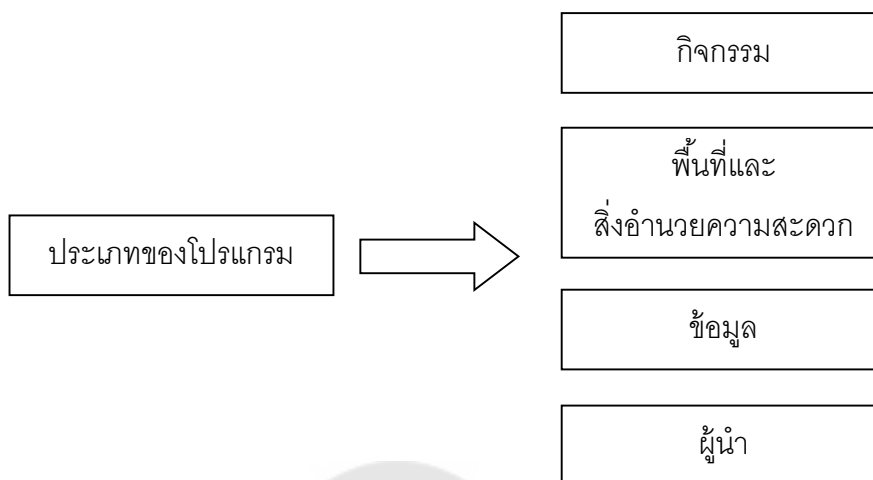 กิจกรรม
พื้นที่และ
สิ่งอำนวยความสะดวก
ประเภทของโปรแกรม
ข้อมูล
ผู้นำ